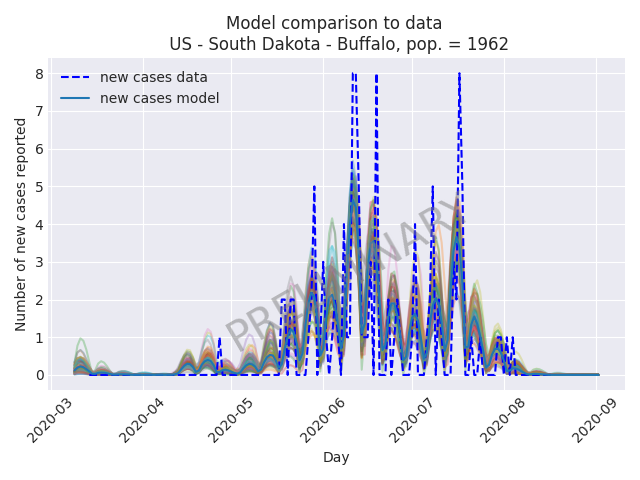 Model comparison to data
US - South Dakota - Buffalo, pop. = 1962
new cases data
new cases model
Number of new cases reported
8
7
6
5
4
3
2
1
0
PRELIMINARY
2020-03
2020-04
2020-05
2020-06
2020-07
2020-08
2020-09
Day